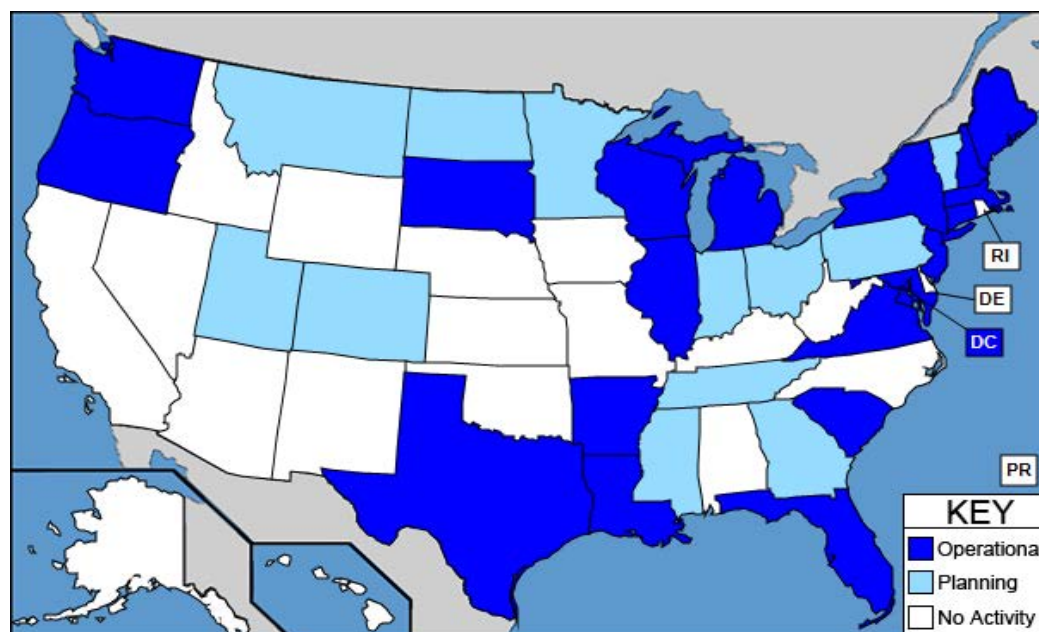 RI
DE
DC
PR
KEY
Operationa
Planning
No Activity